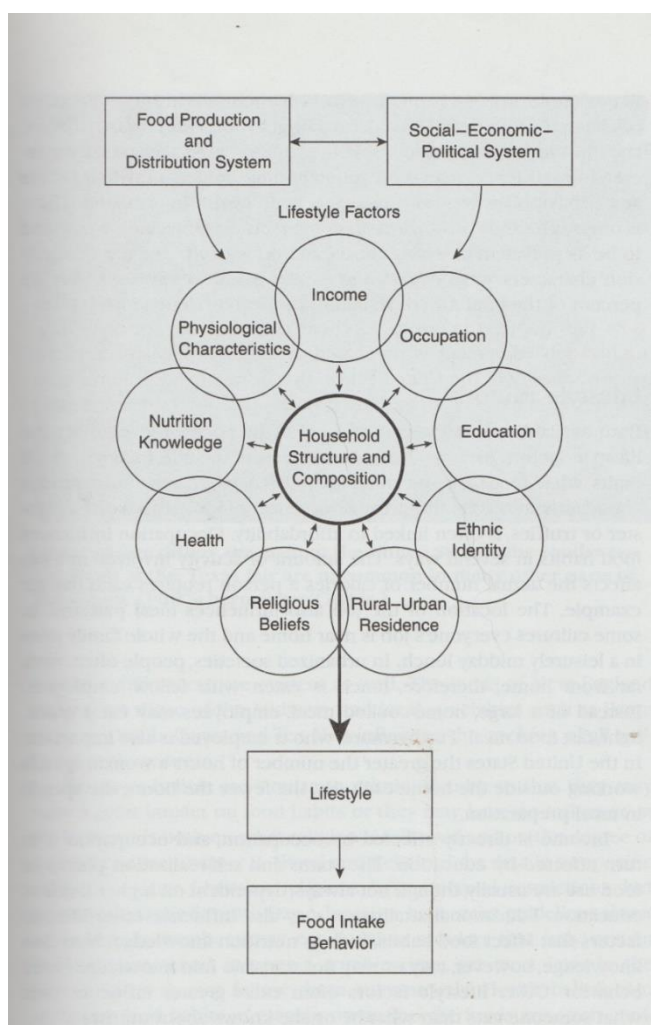 Food Production
and
Distribution System
Social–Economic–
Political System
Lifestyle Factors
Income
Physiological
Characteristics
Occupation
Nutrition
Knowledge
Household
Structure and
Composition
Education
Health
Ethnic
Identity
Religious
Beliefs
Rural–Urban
Residence
Lifestyle
Food Intake
Behavior